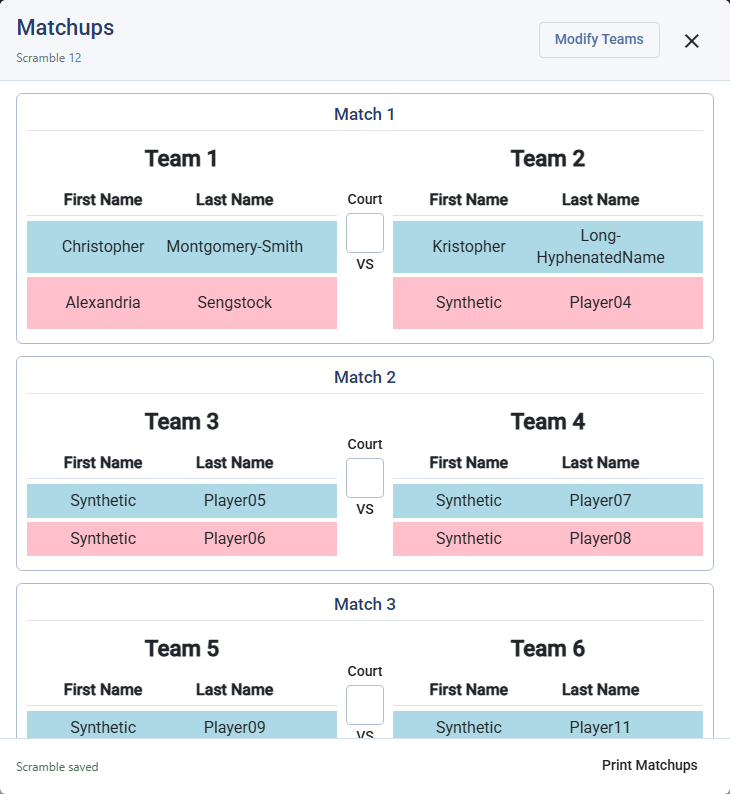 Matchups
Scramble 12
Modify Teams
Match 1
Team 1
Team 2
First Name Last Name
Court
First Name Last Name
Christopher Montgomery-Smith
VS
Kristopher Long-
HyphenatedName
Alexandria Sengstock
Synthetic Player04
Match 2
Team 3
Team 4
Court
First Name Last Name
First Name Last Name
Synthetic Player05
VS
Synthetic Player07
Synthetic Player06
Synthetic Player08
Match 3
Team 5
Team 6
Court
First Name Last Name
First Name Last Name
Synthetic Player09
VS
Synthetic Player11
Scramble saved
Print Matchups